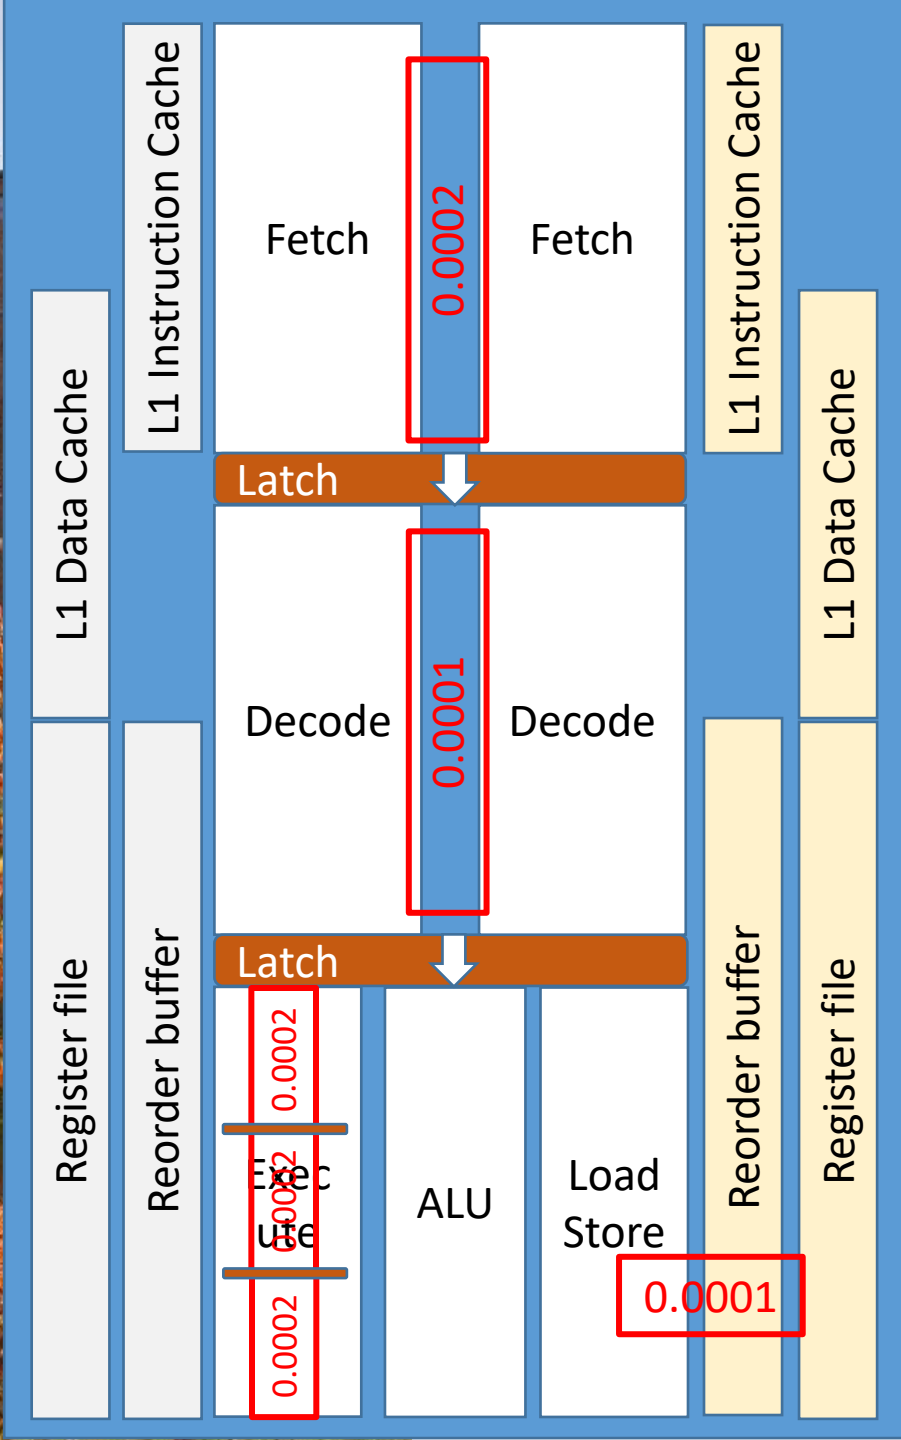 L1 Instruction Cache
Fetch
0.0002
Fetch
L1 Instruction Cache
L1 Data Cache
L1 Data Cache
Latch
Decode
0.0001
Decode
Latch
Register file
Reorder buffer
0.0002
Exec
ute
0.0002
0.0002
ALU
Load
Store
0.0001
Reorder buffer
Register file